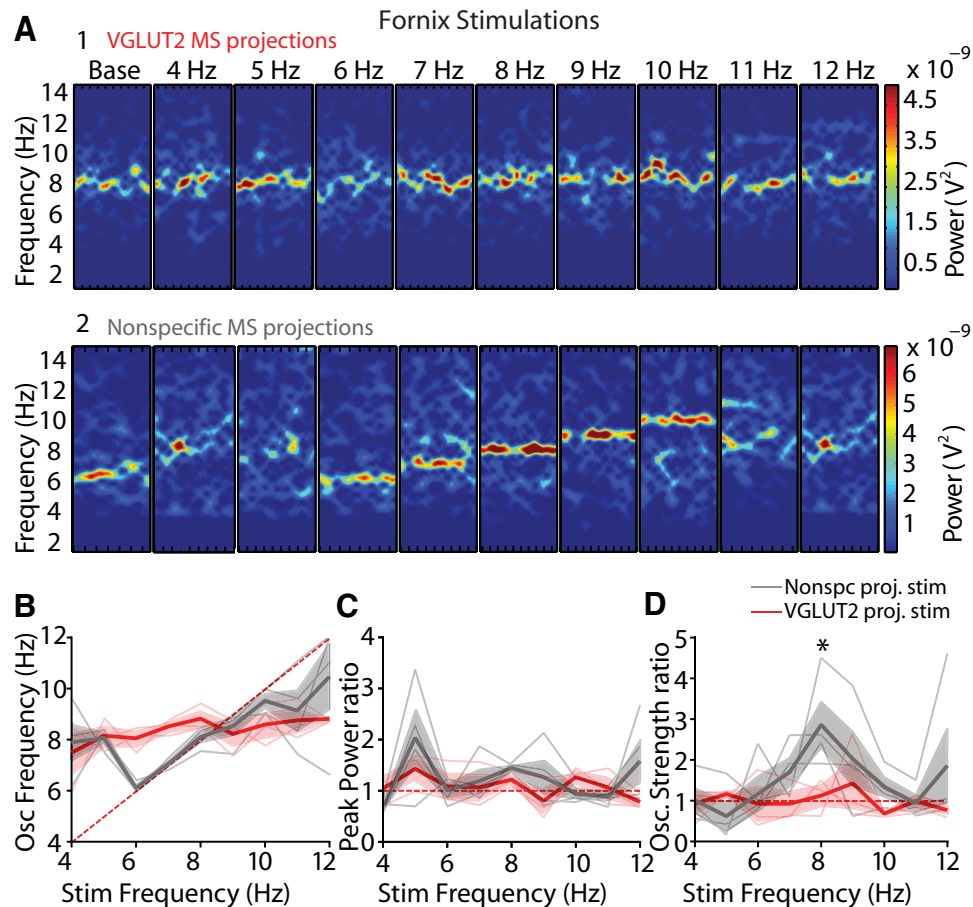 Fornix Stimulations
A
1 VGLUT2 MS projections
Base 4 Hz 5 Hz 6 Hz 7 Hz 8 Hz 9 Hz 10 Hz 11 Hz 12 Hz
x 10⁻⁹
Frequency (Hz)
14
12
10
8
6
4
2
4.5
3.5
2.5
1.5
0.5
Power ( V²)
2 Nonspecific MS projections
x 10⁻⁹
Frequency (Hz)
14
12
10
8
6
4
2
6
5
4
3
2
1
Power ( V²)
Nonspc proj. stim
VGLUT2 proj. stim
B
Osc Frequency (Hz)
12
10
8
6
4
4 6 8 10 12
Stim Frequency (Hz)
C
Peak Power ratio
4
3
2
1
0
4 6 8 10 12
Stim Frequency (Hz)
D
Osc. Strength ratio
5
4
3
2
1
0
*
4 6 8 10 12
Stim Frequency (Hz)